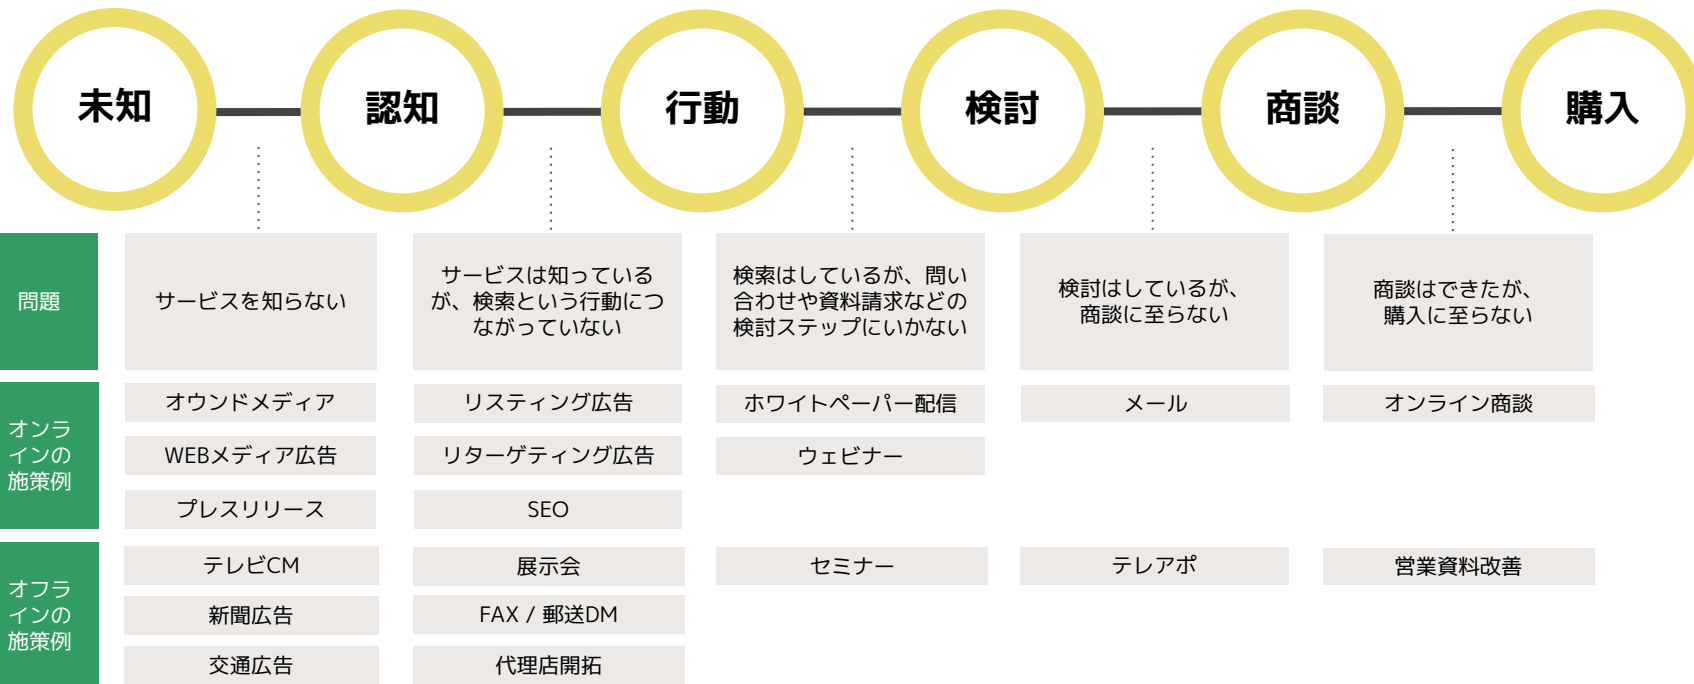 未知
認知
行動
検討
商談
購入
問題
サービスを知らない
サービスは知っている
が、検索という行動につ
ながっていない
検索はしているが、問い
合わせや資料請求などの
検討ステップにいかない
検討はしているが、
商談に至らない
商談はできたが、
購入に至らない
オンラ
インの
施策例
オウンドメディア
リスティング広告
ホワイトペーパー配信
メール
オンライン商談
WEBメディア広告
リターゲティング広告
ウェビナー
プレスリリース
SEO
オフラ
インの
施策例
テレビCM
展示会
セミナー
テレアポ
営業資料改善
新聞広告
FAX / 郵送DM
交通広告
代理店開拓